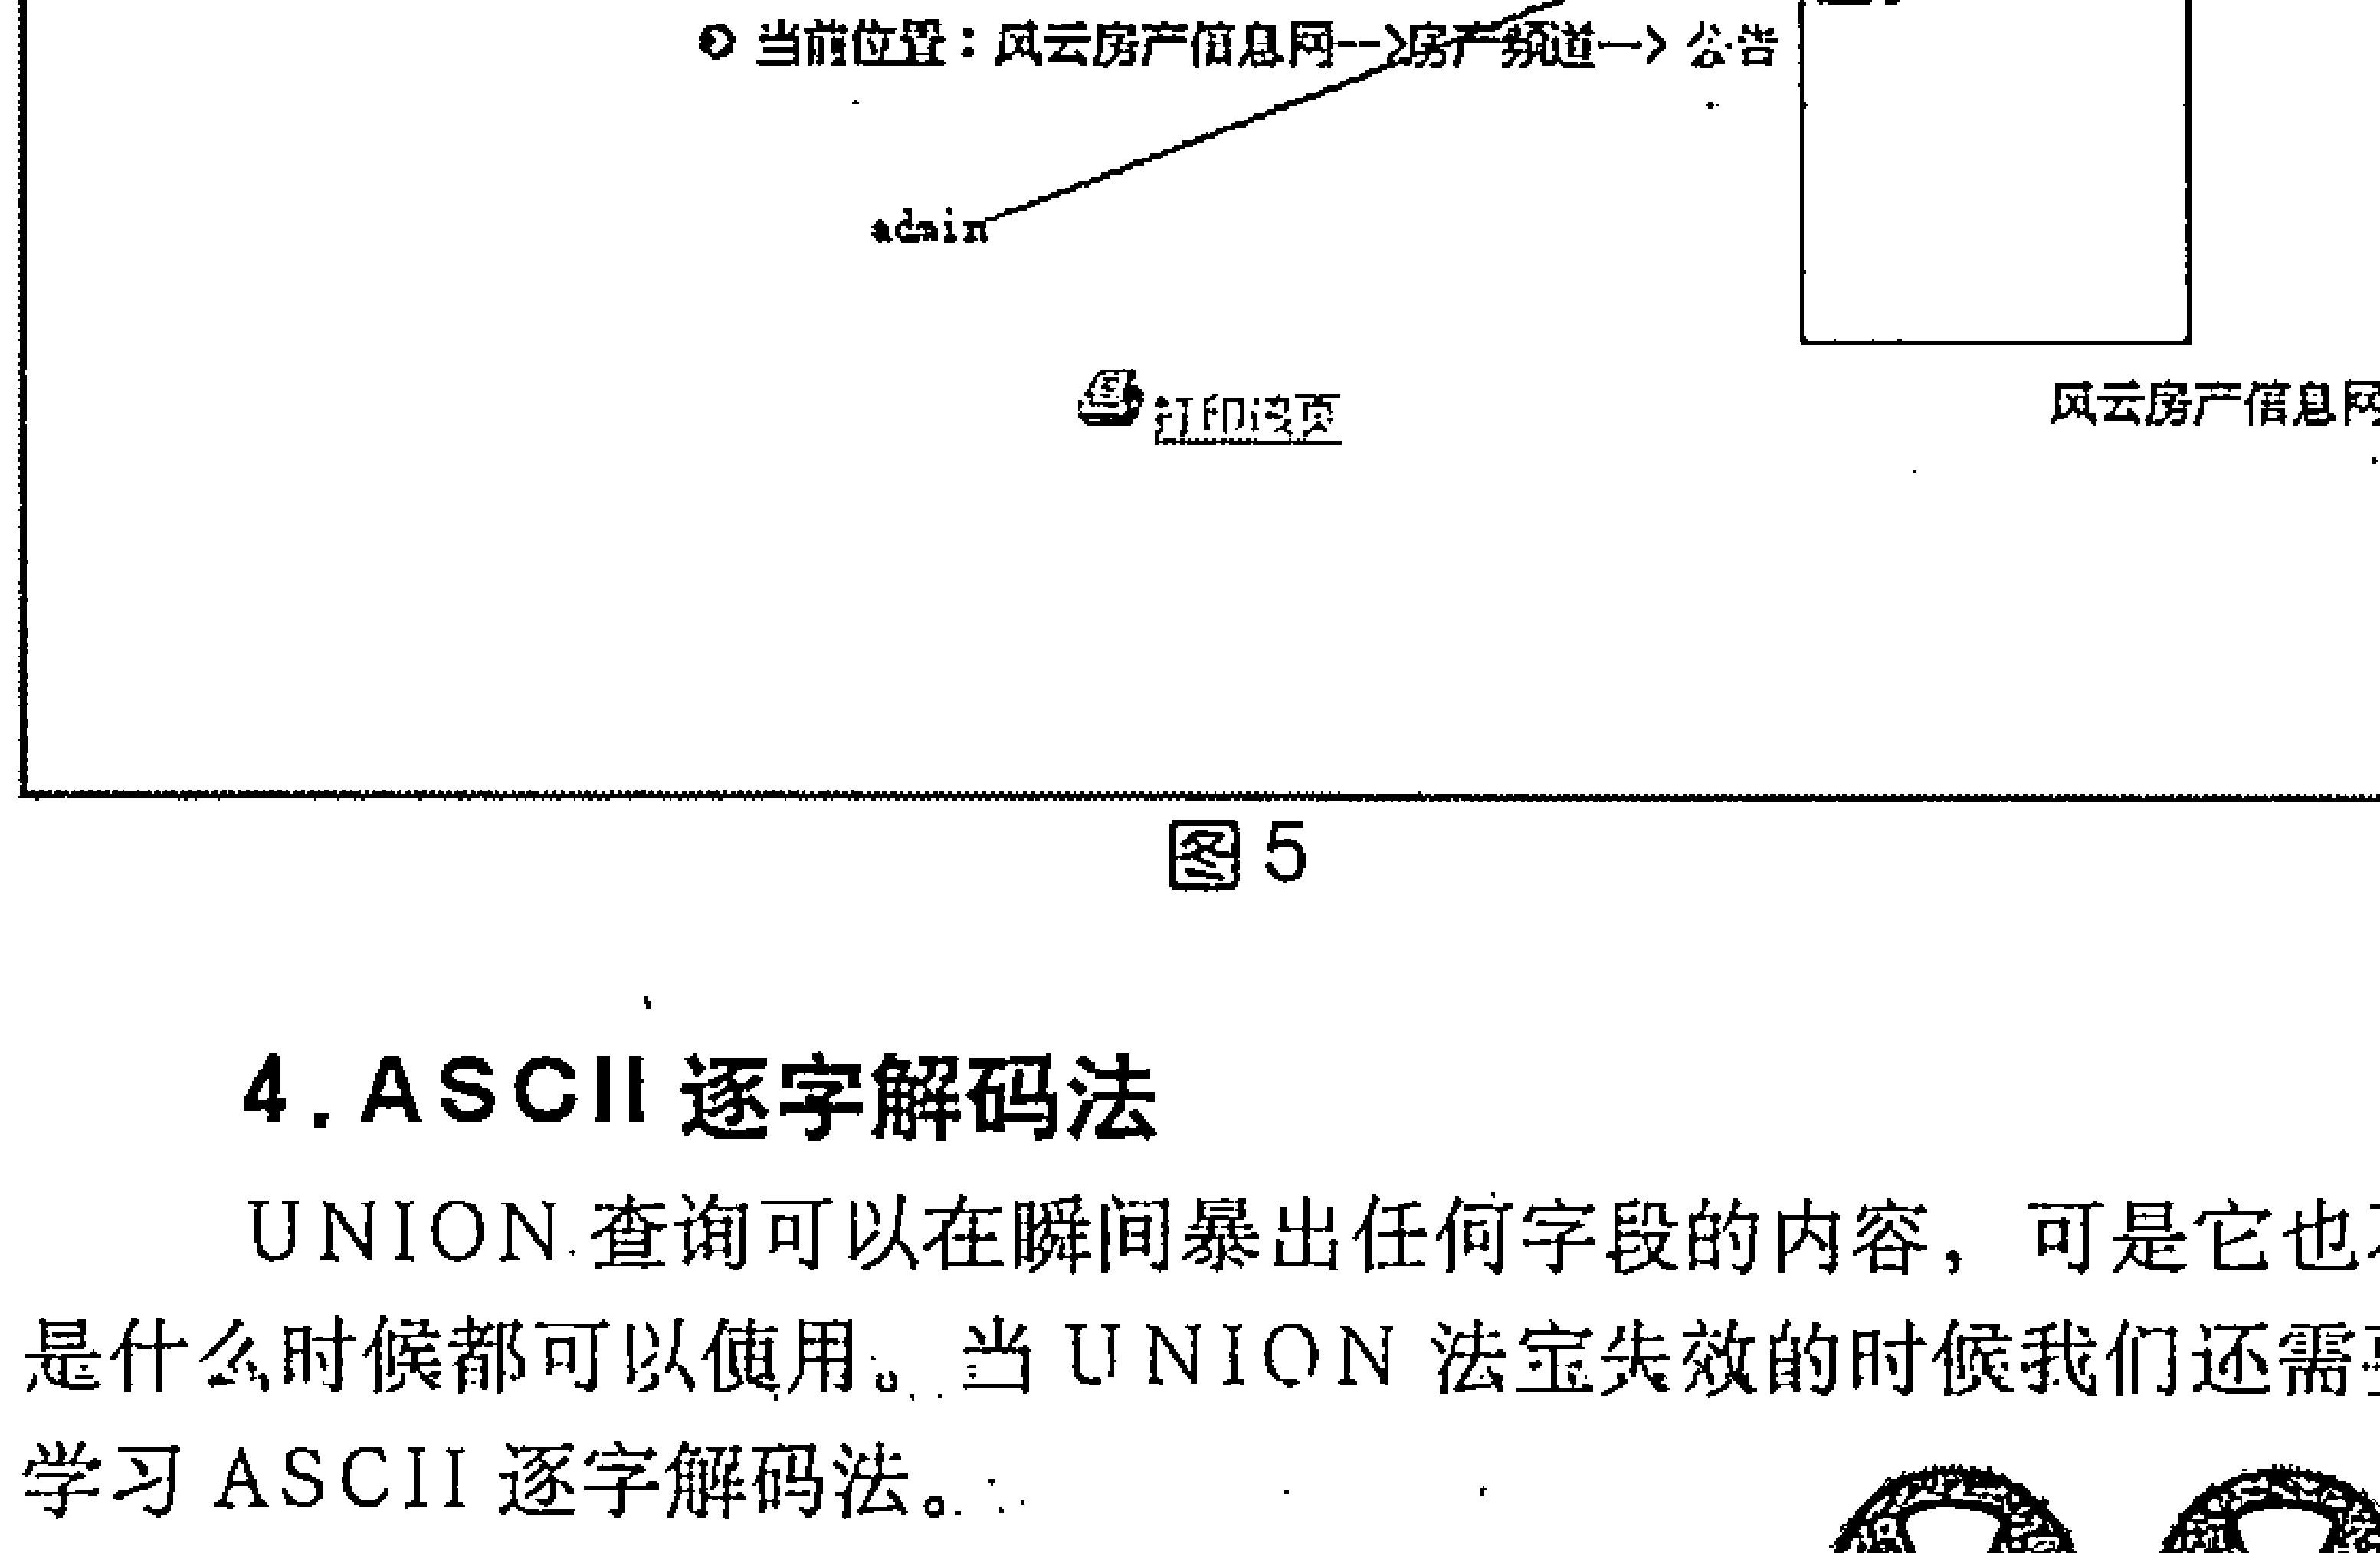 当前位置：风云房产信息网-->房产频道--> 公告
admin
打印该页
风云房产信息网
图 5
4.ASCII 逐字解码法
UNION 查询可以在瞬间暴出任何字段的内容，可是它也不
是什么时候都可以使用。当 UNION 法宝失效的时候我们还需要
学习 ASCII 逐字解码法。